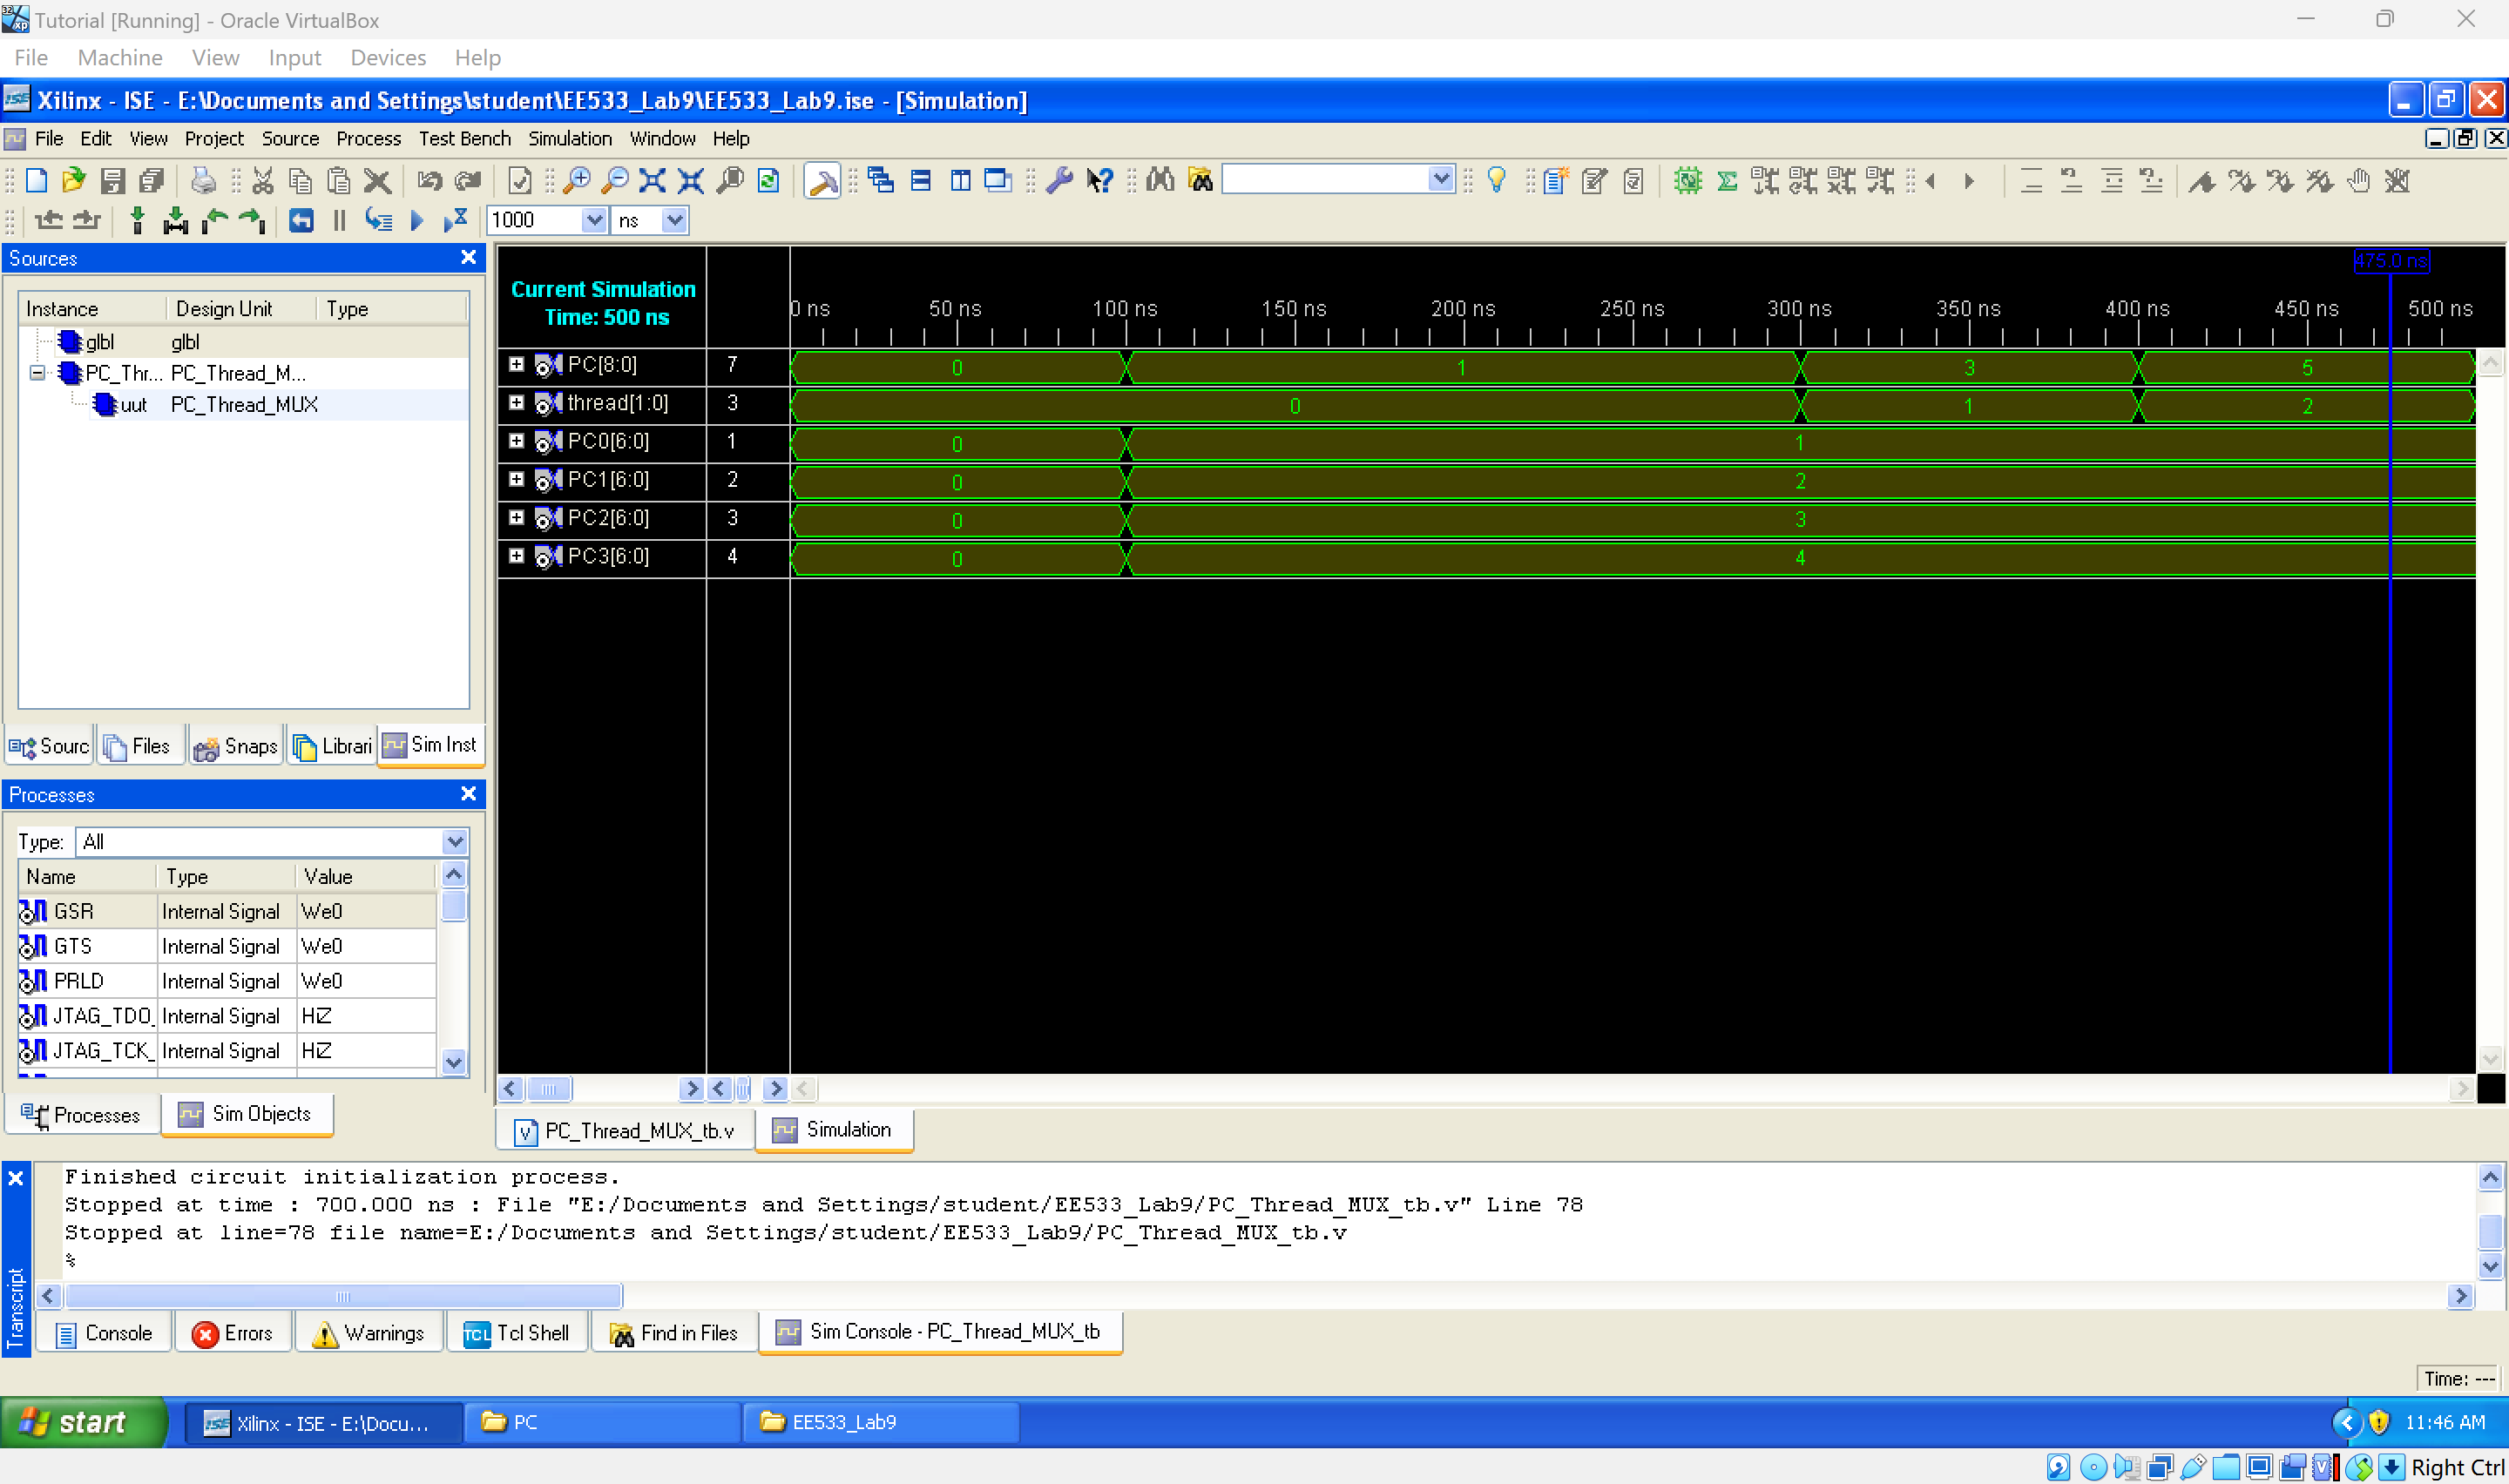 Tutorial [Running] - Oracle VirtualBox
File Machine View Input Devices Help
Xilinx - ISE - E:\Documents and Settings\student\EE533_Lab9\EE533_Lab9.ise - [Simulation]
File Edit View Project Source Process Test Bench Simulation Window Help
1000 ns
Sources
Instance Design Unit Type
glbl glbl
PC_Thr... PC_Thread_M...
uut PC_Thread_MUX
Sourc Files Snaps Librari Sim Inst
Processes
Type: All
Name Type Value
GSR Internal Signal We0
GTS Internal Signal We0
PRLD Internal Signal We0
JTAG_TDO_ Internal Signal HiZ
JTAG_TCK_ Internal Signal HiZ
Processes Sim Objects
475.0 ns
Current Simulation
Time: 500 ns
0 ns 50 ns 100 ns 150 ns 200 ns 250 ns 300 ns 350 ns 400 ns 450 ns 500 ns
PC[8:0] 7 0 1 3 5
thread[1:0] 3 0 1 2
PC0[6:0] 1 0 1
PC1[6:0] 2 0 2
PC2[6:0] 3 0 3
PC3[6:0] 4 0 4
PC_Thread_MUX_tb.v Simulation
Transcript
Finished circuit initialization process.
Stopped at time : 700.000 ns : File "E:/Documents and Settings/student/EE533_Lab9/PC_Thread_MUX_tb.v" Line 78
Stopped at line=78 file name=E:/Documents and Settings/student/EE533_Lab9/PC_Thread_MUX_tb.v
%
Console Errors Warnings Tcl Shell Find in Files Sim Console - PC_Thread_MUX_tb
Time: ---
start Xilinx - ISE - E:\Docu... PC EE533_Lab9 11:46 AM
Right Ctrl